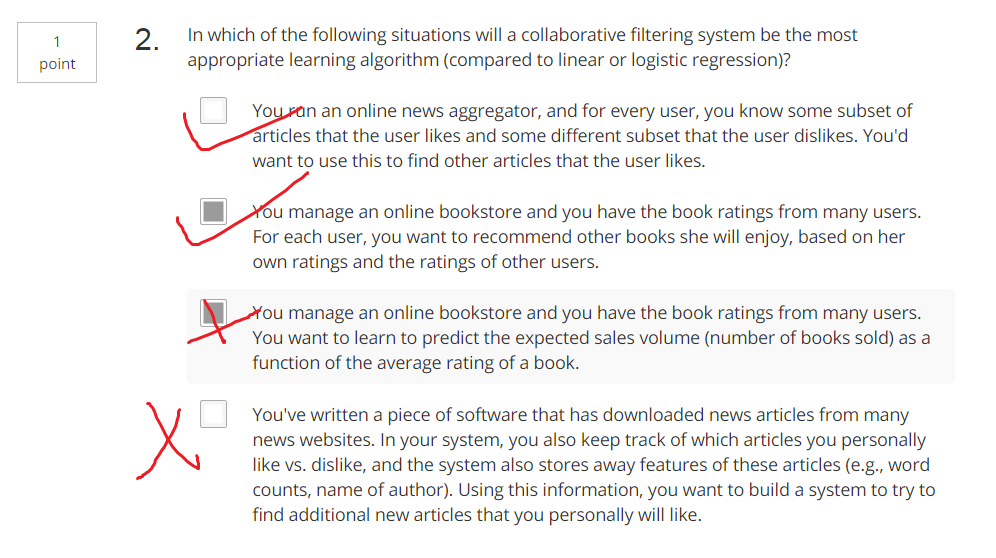 1
point
2.
In which of the following situations will a collaborative filtering system be the most
appropriate learning algorithm (compared to linear or logistic regression)?
You run an online news aggregator, and for every user, you know some subset of
articles that the user likes and some different subset that the user dislikes. You'd
want to use this to find other articles that the user likes.
You manage an online bookstore and you have the book ratings from many users.
For each user, you want to recommend other books she will enjoy, based on her
own ratings and the ratings of other users.
You manage an online bookstore and you have the book ratings from many users.
You want to learn to predict the expected sales volume (number of books sold) as a
function of the average rating of a book.
You've written a piece of software that has downloaded news articles from many
news websites. In your system, you also keep track of which articles you personally
like vs. dislike, and the system also stores away features of these articles (e.g., word
counts, name of author). Using this information, you want to build a system to try to
find additional new articles that you personally will like.